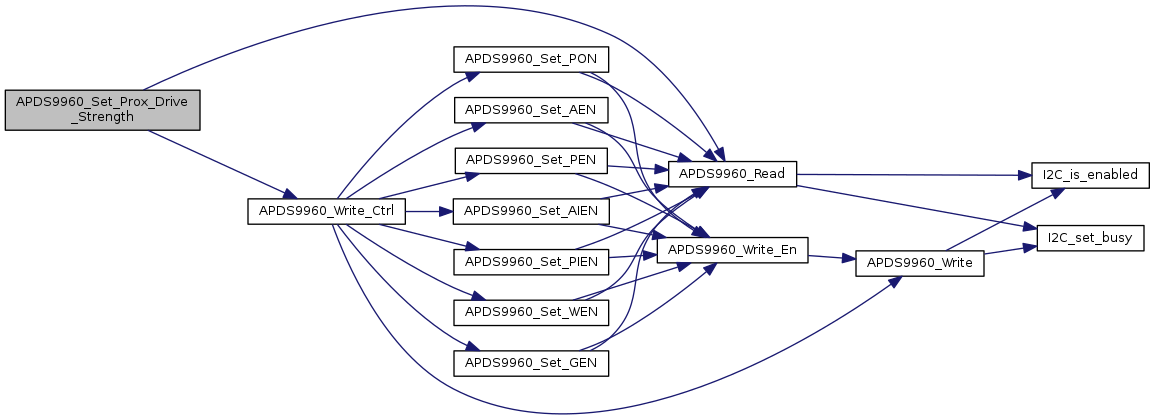 APDS9960_Set_Prox_Drive
_Strength
APDS9960_Write_Ctrl
APDS9960_Set_PON
APDS9960_Set_AEN
APDS9960_Set_PEN
APDS9960_Set_AIEN
APDS9960_Set_PIEN
APDS9960_Set_WEN
APDS9960_Set_GEN
APDS9960_Read
APDS9960_Write_En
APDS9960_Write
I2C_is_enabled
I2C_set_busy